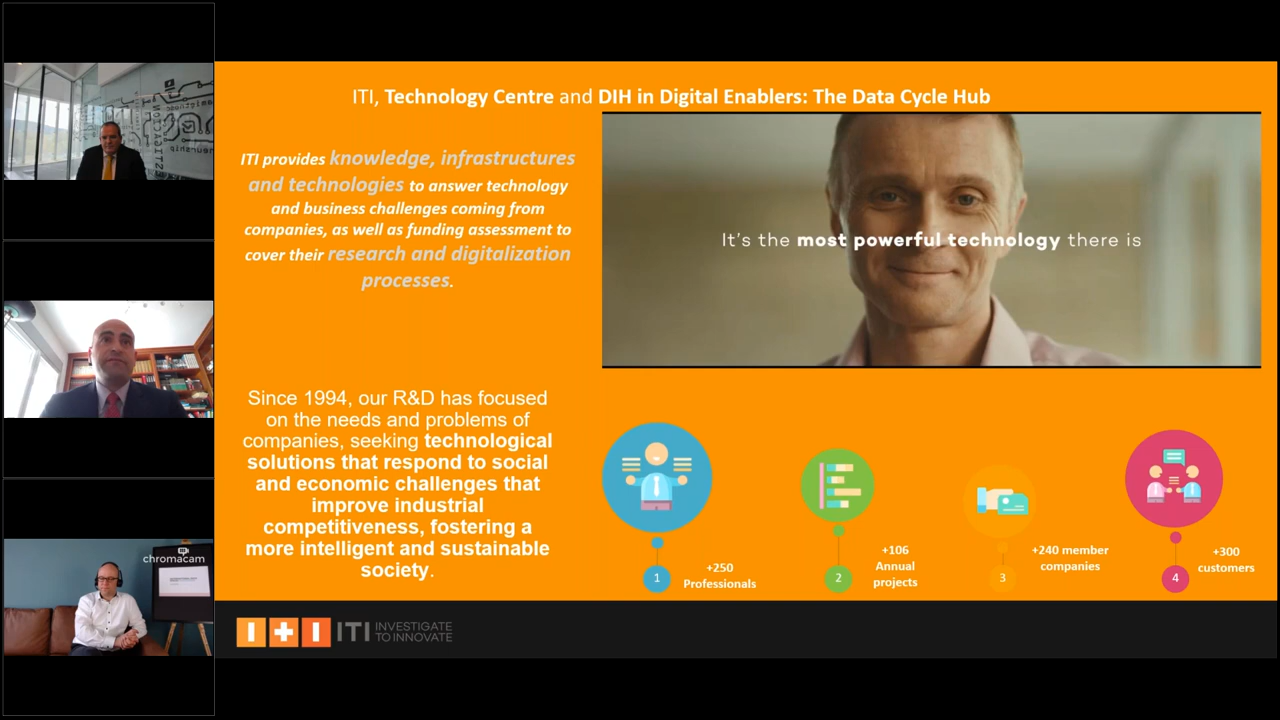 ITI, Technology Centre and DIH in Digital Enablers: The Data Cycle Hub
ITI provides knowledge, infrastructures
and technologies to answer technology
and business challenges coming from
companies, as well as funding assessment to
cover their research and digitalization
processes.
It's the most powerful technology there is
Since 1994, our R&D has focused
on the needs and problems of
companies, seeking technological
solutions that respond to social
and economic challenges that
improve industrial
competitiveness, fostering a
more intelligent and sustainable
society.
1
+250
Professionals
2
+106
Annual
projects
3
+240 member
companies
4
+300
customers
I+I ITI INVESTIGATE
TO INNOVATE
chromacam